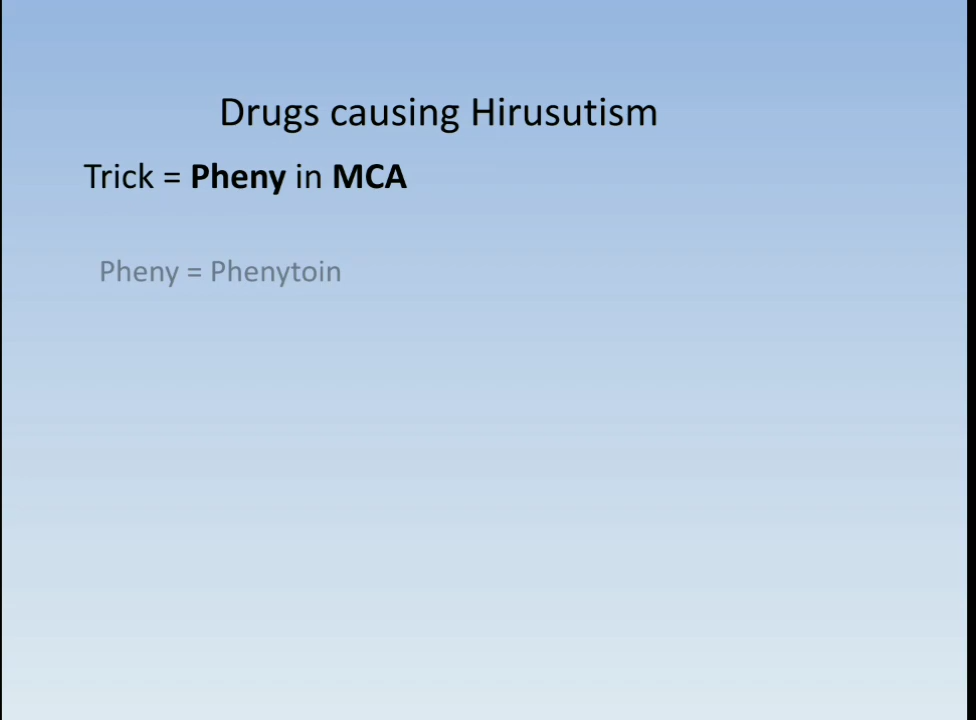 Drugs causing Hirusutism
Trick = Pheny in MCA
Pheny = Phenytoin